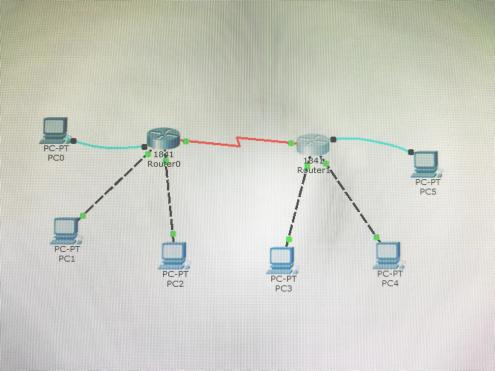 PC-PT
PC0
1841
Router0
1841
Router1
PC-PT
PC5
PC-PT
PC1
PC-PT
PC2
PC-PT
PC3
PC-PT
PC4